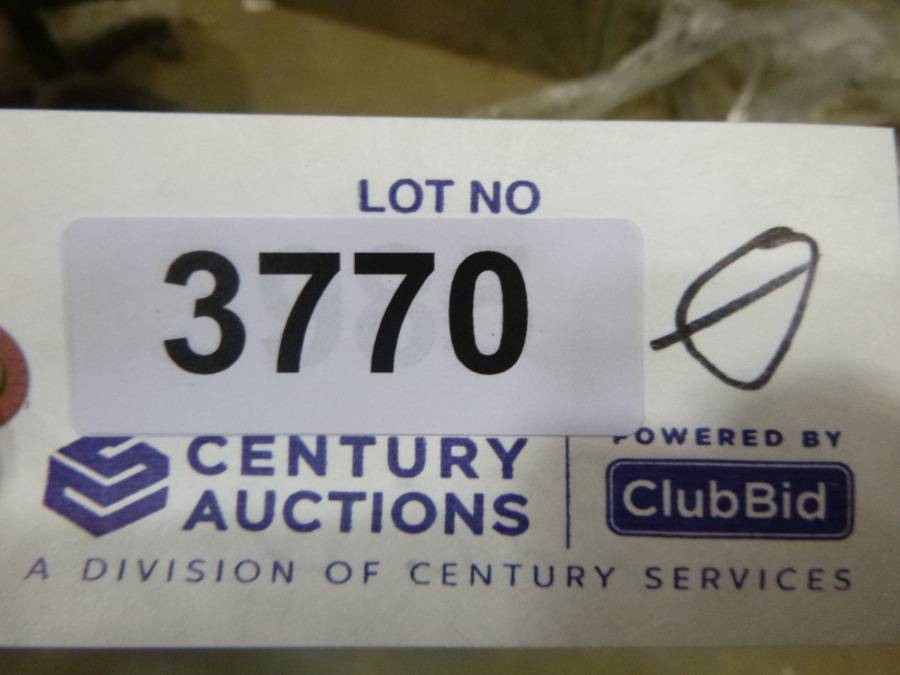 LOT NO
3770
CENTURY
AUCTIONS
POWERED BY
ClubBid
A DIVISION OF CENTURY SERVICES